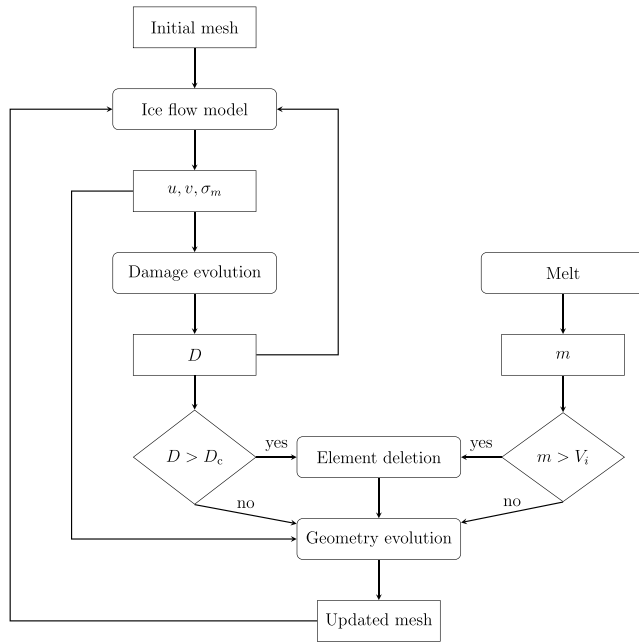 Initial mesh
Ice flow model
u, v, σ_m
Damage evolution
Melt
D
m
D > D_c
yes
Element deletion
yes
m > V_i
no
no
Geometry evolution
Updated mesh